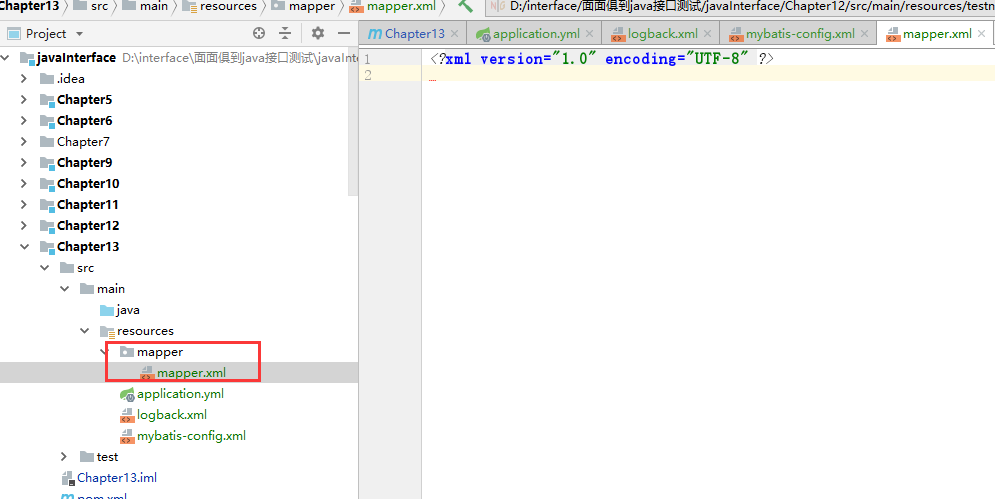 Chapter13 src main resources mapper mapper.xml D:/interface/面面俱到java接口测试/javaInterface/Chapter12/src/main/resources/testn
Project
Chapter13 application.yml logback.xml mybatis-config.xml mapper.xml
javaInterface D:\interface\面面俱到java接口测试\javaInte
.idea
Chapter5
Chapter6
Chapter7
Chapter9
Chapter10
Chapter11
Chapter12
Chapter13
src
main
java
resources
mapper
mapper.xml
application.yml
logback.xml
mybatis-config.xml
test
Chapter13.iml
pom.xml
1 <?xml version="1.0" encoding="UTF-8" ?>
2